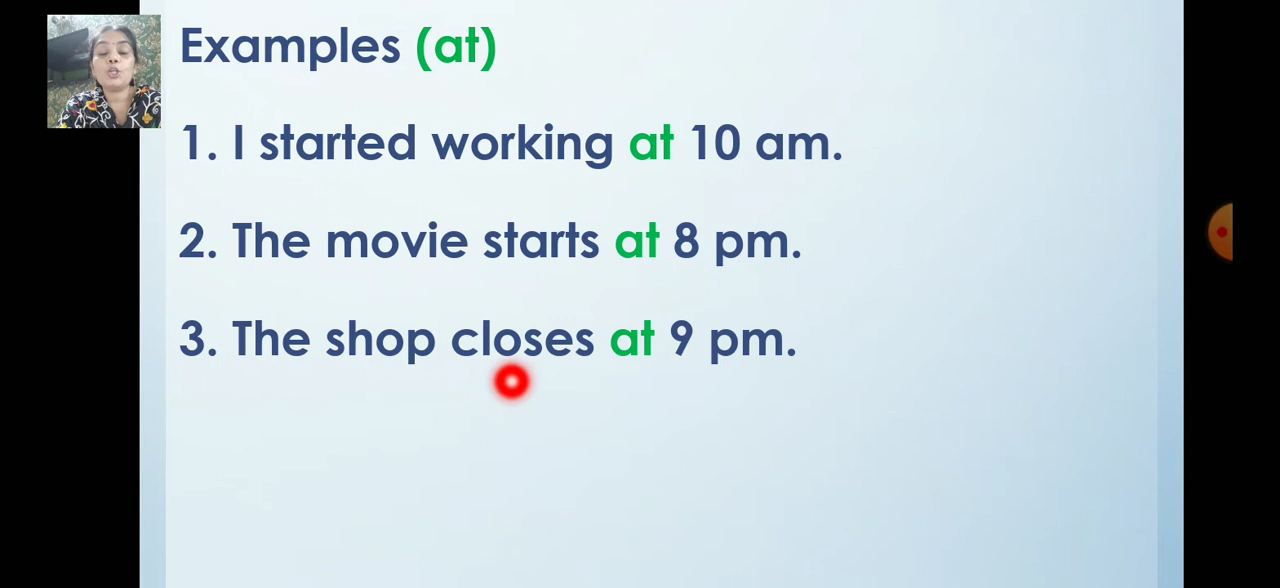 Examples (at)
1. I started working at 10 am.
2. The movie starts at 8 pm.
3. The shop closes at 9 pm.